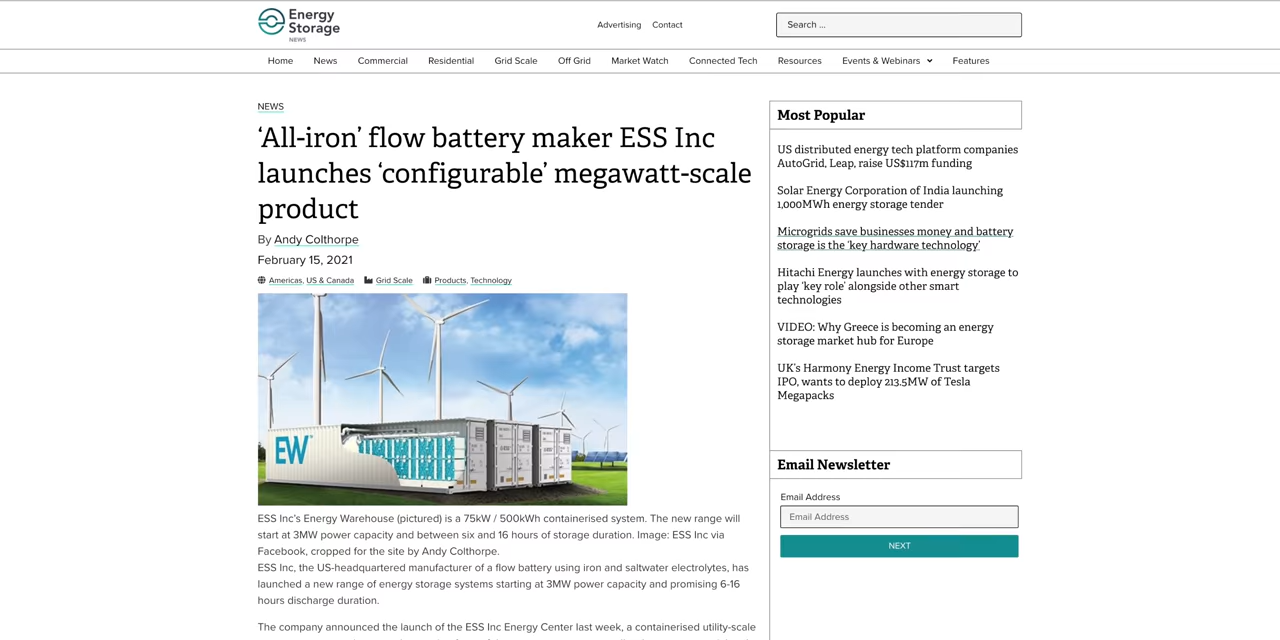 Energy
Storage
NEWS
Advertising Contact
Search ...
Home News Commercial Residential Grid Scale Off Grid Market Watch Connected Tech Resources Events & Webinars Features
NEWS
‘All-iron’ flow battery maker ESS Inc
launches ‘configurable’ megawatt-scale
product
By Andy Colthorpe
February 15, 2021
Americas, US & Canada Grid Scale Products, Technology
EW
ESS Inc’s Energy Warehouse (pictured) is a 75kW / 500kWh containerised system. The new range will
start at 3MW power capacity and between six and 16 hours of storage duration. Image: ESS Inc via
Facebook, cropped for the site by Andy Colthorpe.
ESS Inc, the US-headquartered manufacturer of a flow battery using iron and saltwater electrolytes, has
launched a new range of energy storage systems starting at 3MW power capacity and promising 6-16
hours discharge duration.
The company announced the launch of the ESS Inc Energy Center last week, a containerised utility-scale
Most Popular
US distributed energy tech platform companies
AutoGrid, Leap, raise US$117m funding
Solar Energy Corporation of India launching
1,000MWh energy storage tender
Microgrids save businesses money and battery
storage is the ‘key hardware technology’
Hitachi Energy launches with energy storage to
play ‘key role’ alongside other smart
technologies
VIDEO: Why Greece is becoming an energy
storage market hub for Europe
UK’s Harmony Energy Income Trust targets
IPO, wants to deploy 213.5MW of Tesla
Megapacks
Email Newsletter
Email Address
Email Address
NEXT